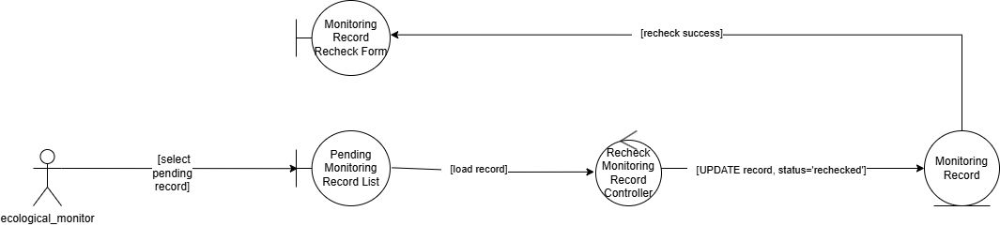 Monitoring
Record
Recheck Form
[recheck success]
[select
pending
record]
Pending
Monitoring
Record List
[load record]
Recheck
Monitoring
Record
Controller
[UPDATE record, status='rechecked']
Monitoring
Record
ecological_monitor